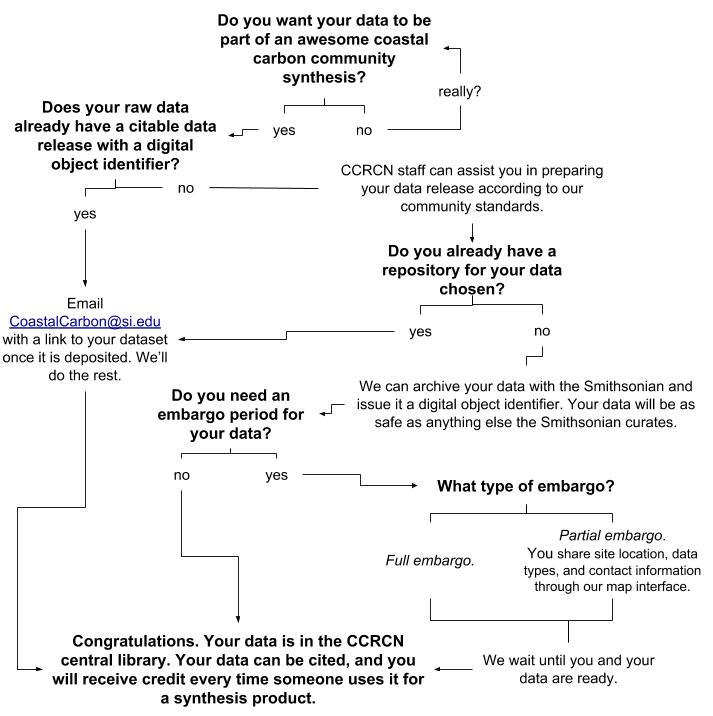 Do you want your data to be
part of an awesome coastal
carbon community
synthesis?
really?
yes
no
Does your raw data
already have a citable data
release with a digital
object identifier?
no
yes
CCRCN staff can assist you in preparing
your data release according to our
community standards.
Do you already have a
repository for your data
chosen?
yes
no
Email
CoastalCarbon@si.edu
with a link to your dataset
once it is deposited. We'll
do the rest.
We can archive your data with the Smithsonian and
issue it a digital object identifier. Your data will be as
safe as anything else the Smithsonian curates.
Do you need an
embargo period for
your data?
no
yes
What type of embargo?
Full embargo.
Partial embargo.
You share site location, data
types, and contact information
through our map interface.
We wait until you and your
data are ready.
Congratulations. Your data is in the CCRCN
central library. Your data can be cited, and you
will receive credit every time someone uses it for
a synthesis product.